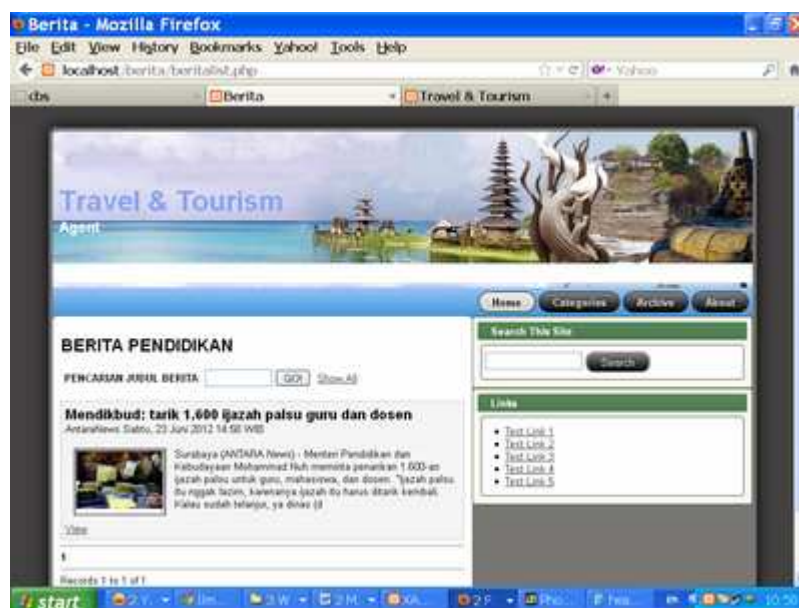 Berita - Mozilla Firefox
File Edit View History Bookmarks Yahoo! Tools Help
localhost/berita/beritalist.php
Yahoo
cbs
Berita
Travel & Tourism
Travel & Tourism
Agent
Home
Categories
Archive
About
BERITA PENDIDIKAN
PENCARIAN JUDUL BERITA
GO!
Show All
Mendikbud: tarik 1.600 ijazah palsu guru dan dosen
AntaraNews Sabtu, 23 Juni 2012 14:58 WIB
Surabaya (ANTARA News) - Menteri Pendidikan dan
Kebudayaan Mohammad Nuh meminta penarikan 1.600-an
ijazah palsu untuk guru, mahasiswa, dan dosen. "Ijazah palsu
itu nggak lazim, karenanya ijazah itu harus ditarik kembali.
Kalau sudah telanjur, ya dinas (d
View
1
Records 1 to 1 of 1
Search This Site
Search
Links
Test Link 1
Test Link 2
Test Link 3
Test Link 4
Test Link 5
start
10:50